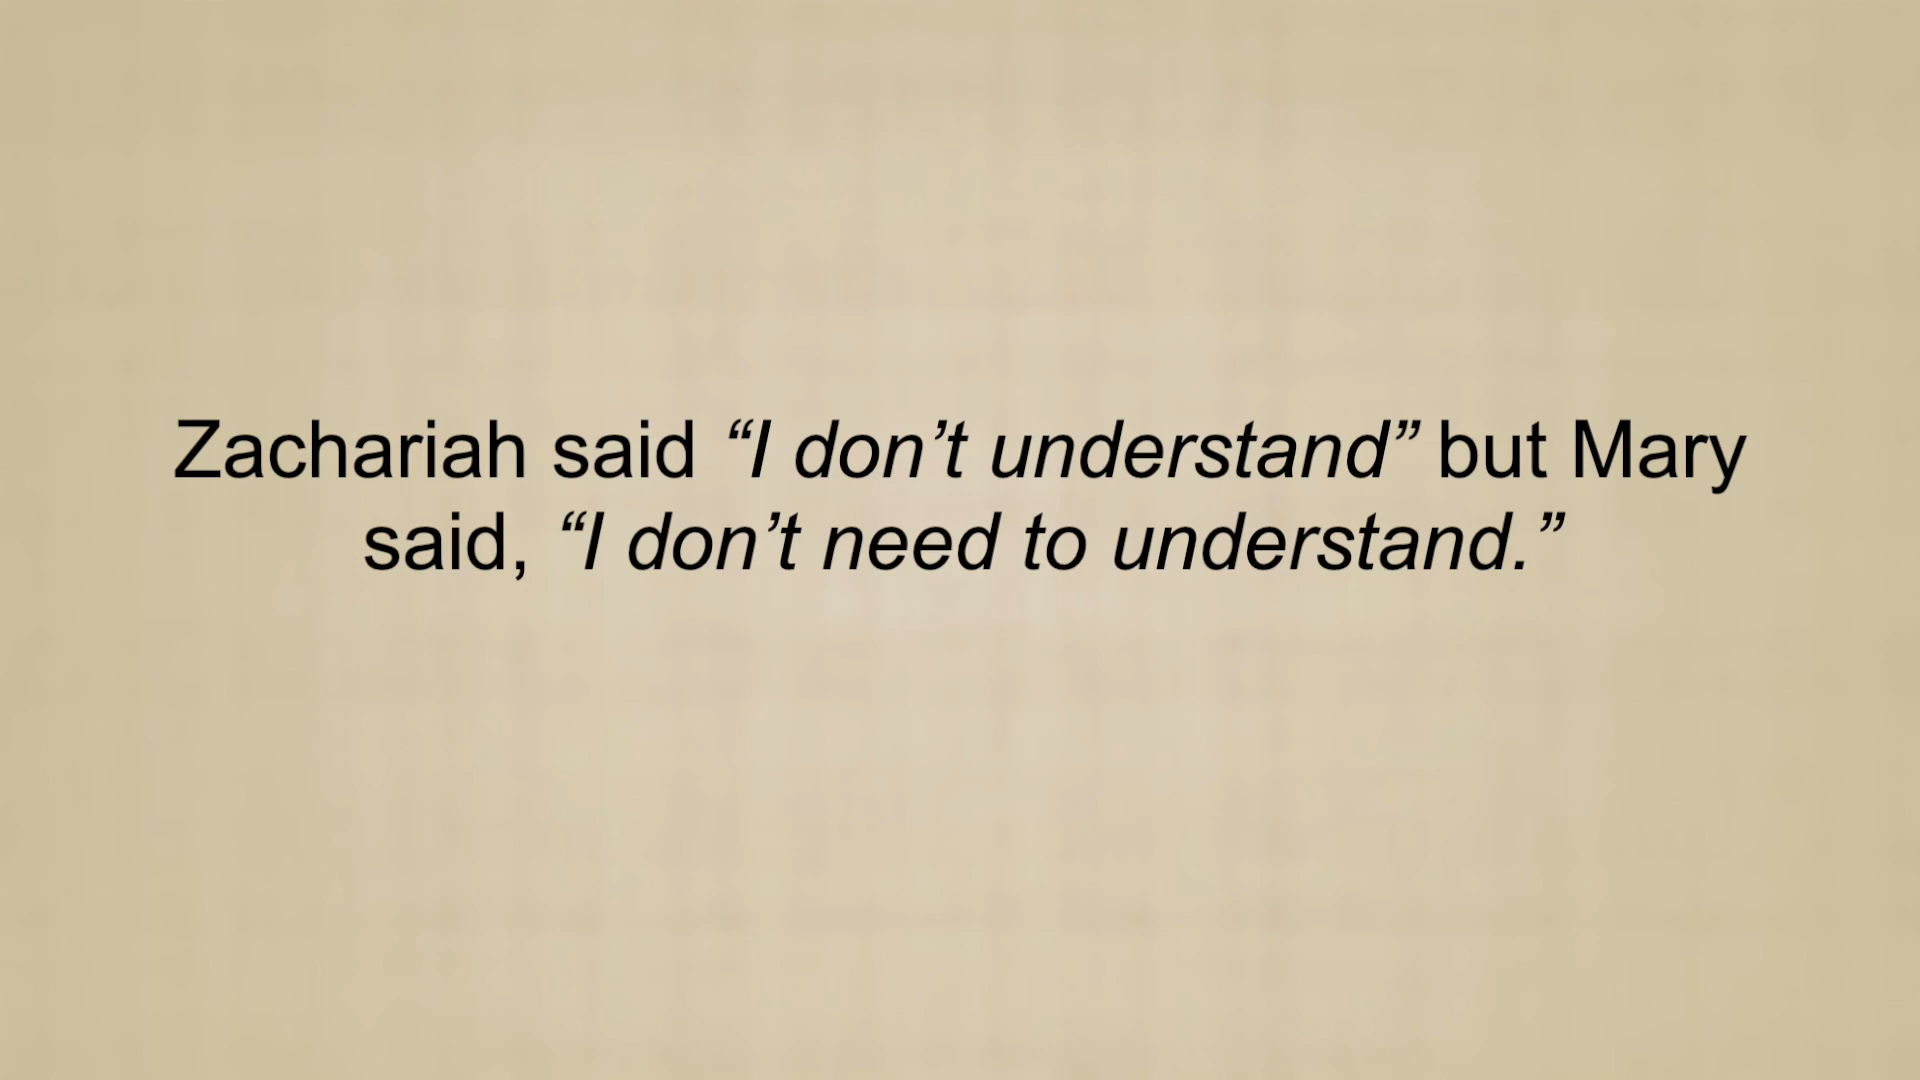 Zachariah said “I don’t understand” but Mary
said, “I don’t need to understand.”